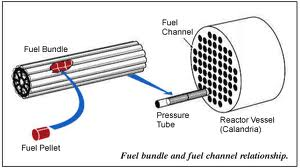 Fuel Bundle
Fuel
Channel
Fuel Pellet
Pressure
Tube
Reactor Vessel
(Calandria)
Fuel bundle and fuel channel relationship.